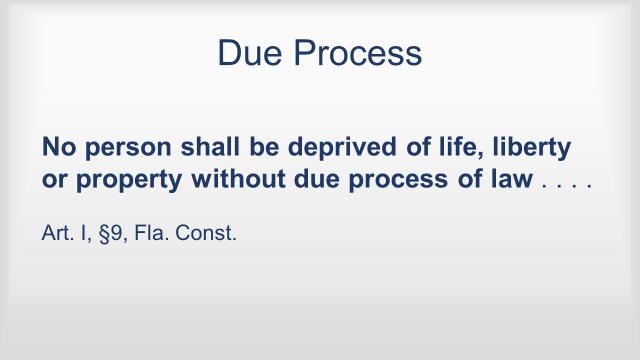 Due Process
No person shall be deprived of life, liberty
or property without due process of law . . . .
Art. I, §9, Fla. Const.